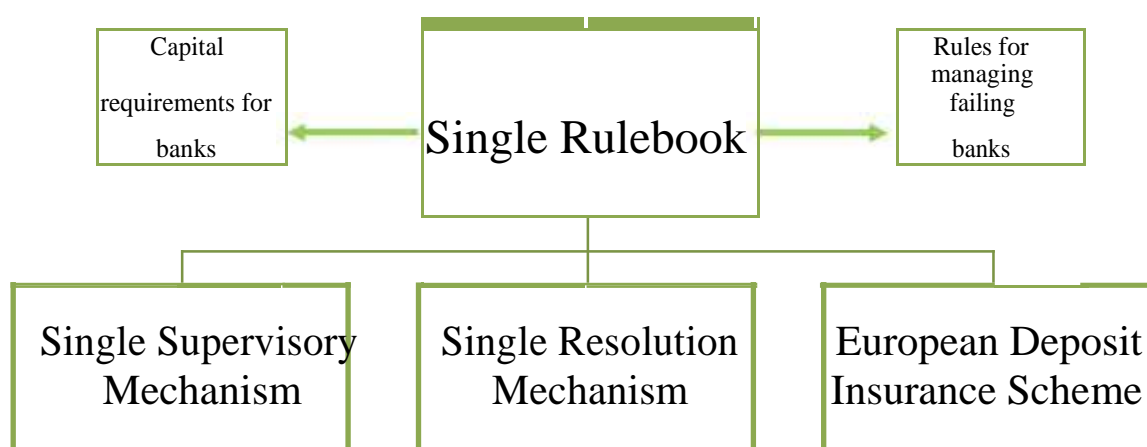 Capital
requirements for
banks
Single Rulebook
Rules for
managing
failing
banks
Single Supervisory
Mechanism
Single Resolution
Mechanism
European Deposit
Insurance Scheme